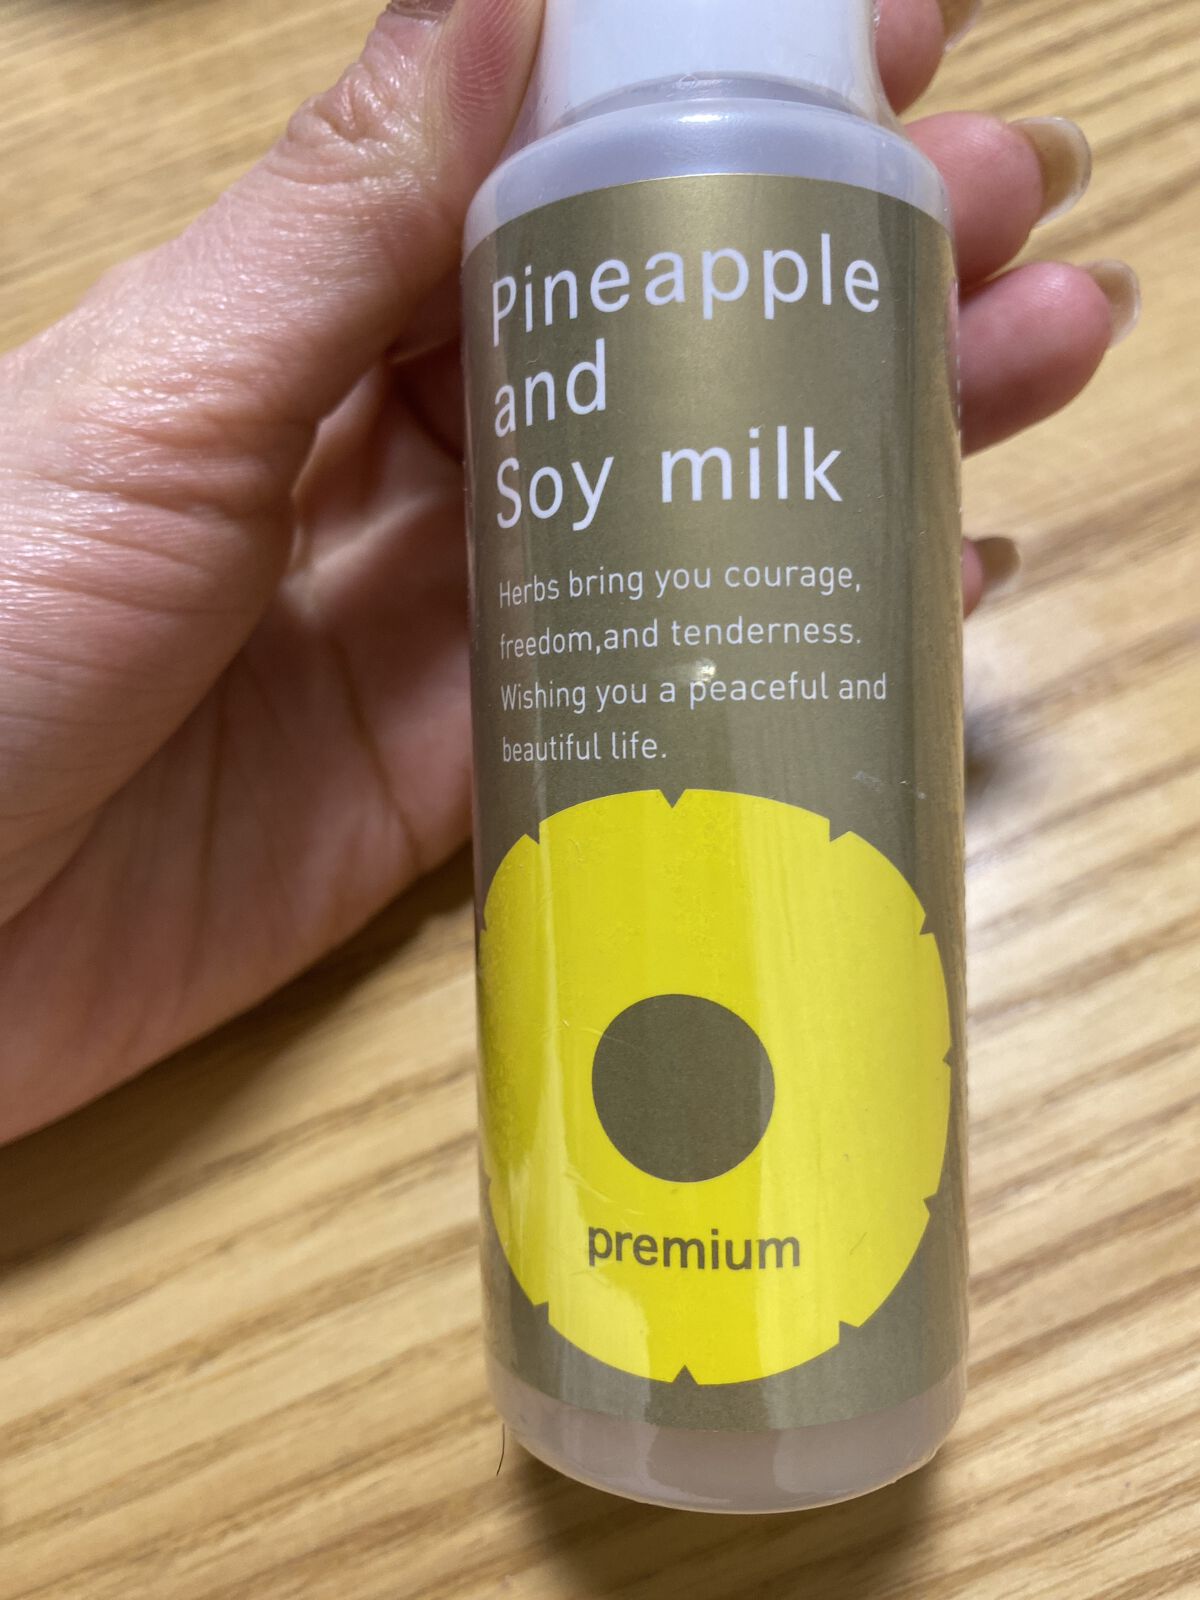 Pineapple
and
Soy milk
Herbs bring you courage,
freedom,and tenderness.
Wishing you a peaceful and
beautiful life.
premium